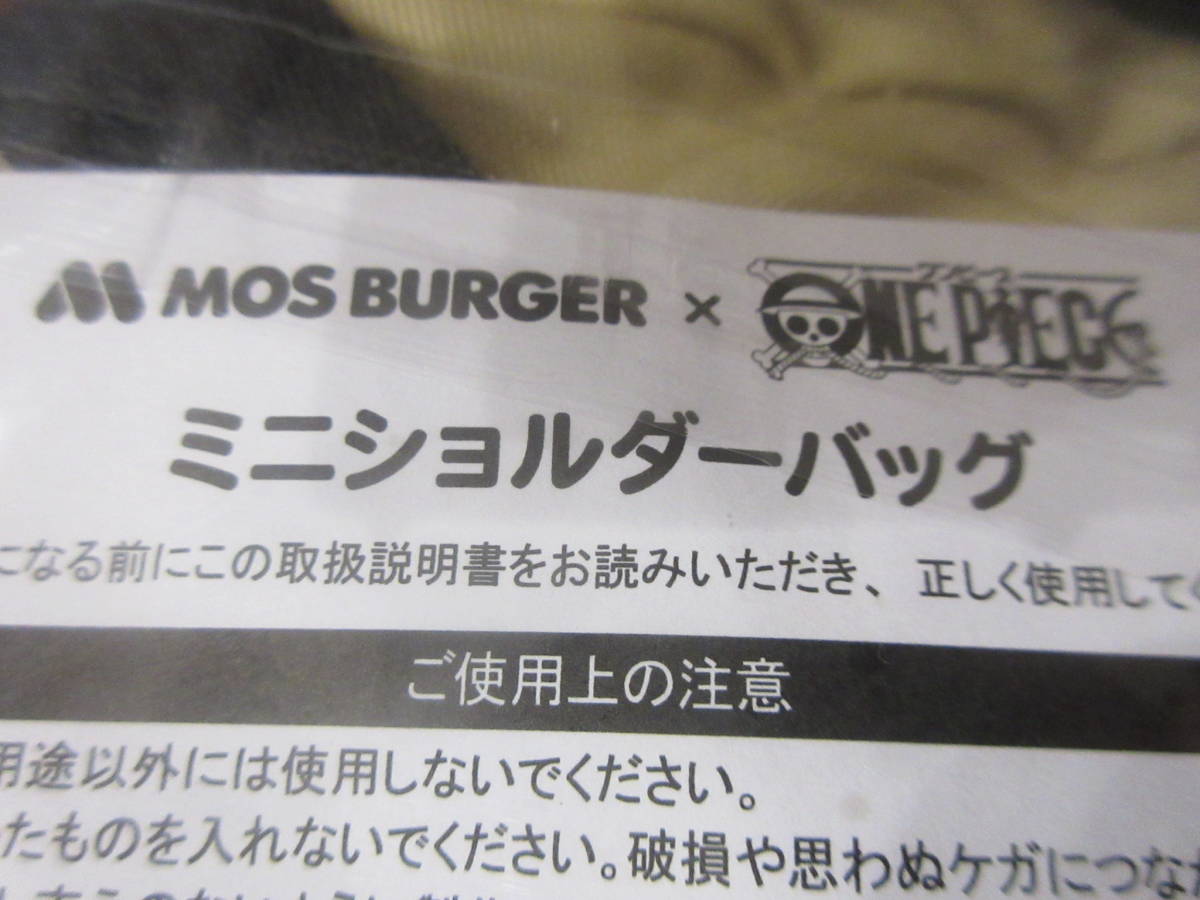 MOS BURGER × ONE PIECE
ミニショルダーバッグ
になる前にこの取扱説明書をお読みいただき、正しく使用して
ご使用上の注意
用途以外には使用しないでください。
たものを入れないでください。破損や思わぬケガにつな